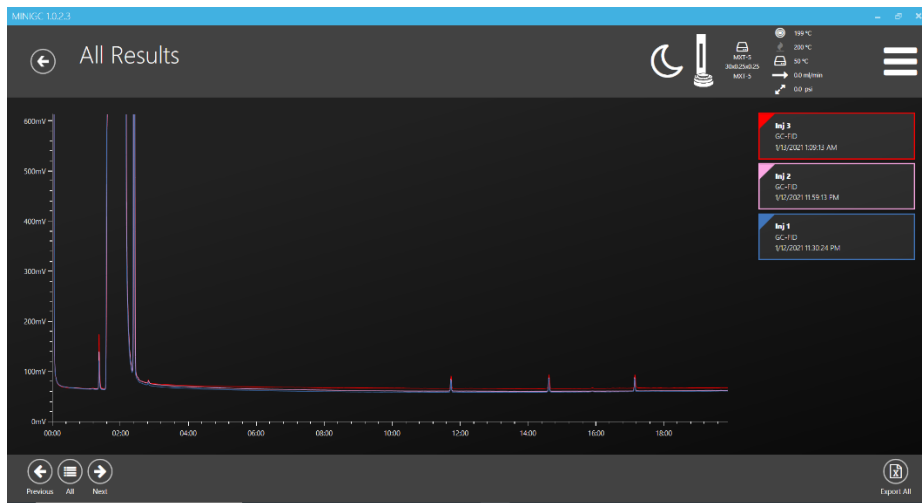 MINIGC 1.0.2.3
All Results
MXT-5
30x0.25x0.25
MXT-5
199 °C
200 °C
50 °C
0.0 ml/min
0.0 psi
600mV
500mV
400mV
300mV
200mV
100mV
0mV
00:00 02:00 04:00 06:00 08:00 10:00 12:00 14:00 16:00 18:00
Inj 3
GC-FID
1/13/2021 1:09:13 AM
Inj 2
GC-FID
1/12/2021 11:59:13 PM
Inj 1
GC-FID
1/12/2021 11:30:24 PM
Previous All Next
Export All